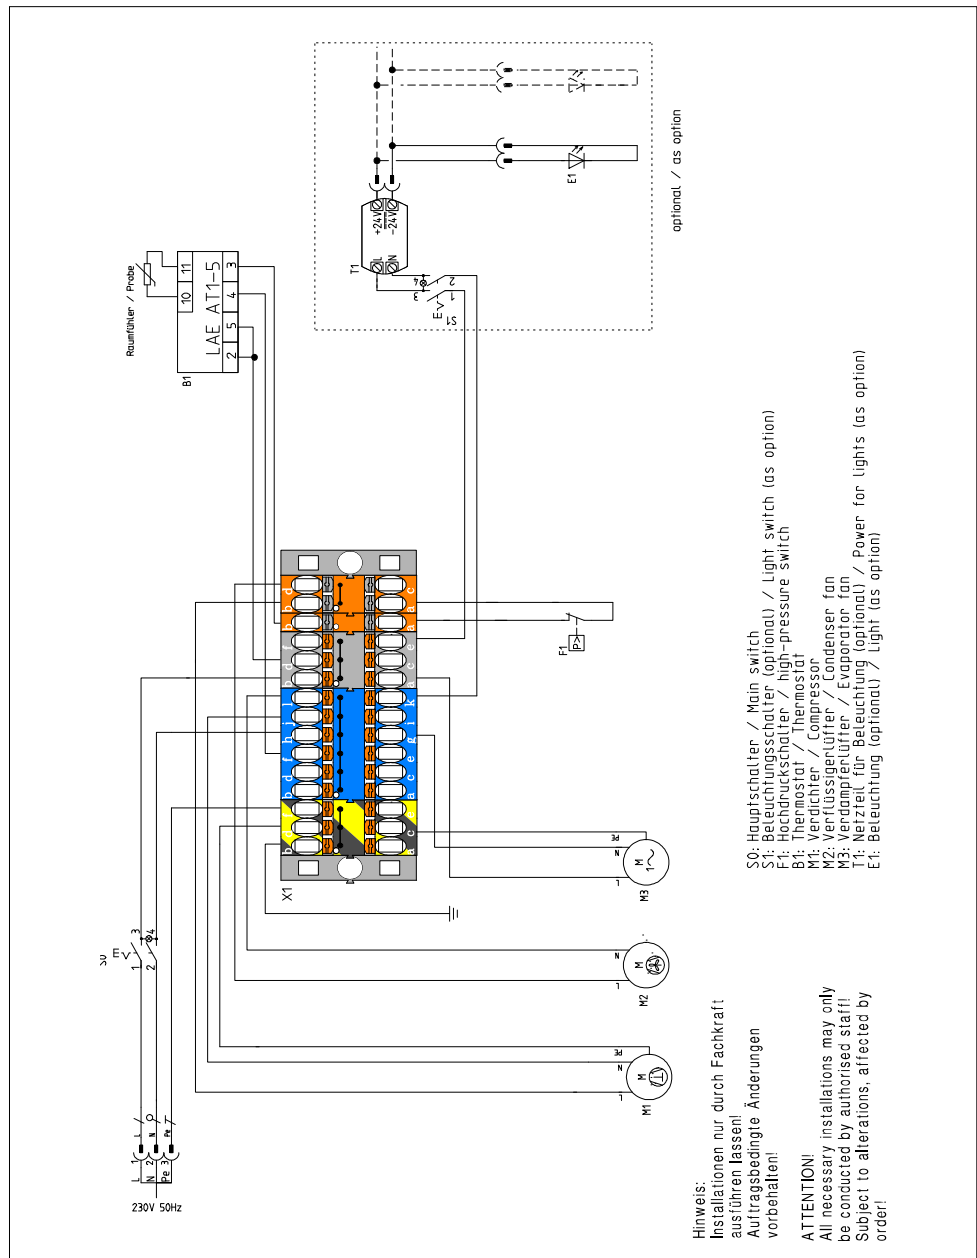 optional / as option
E1
+24V
-24V
L
N
T1
3
4
1
2
E
S1
Raumfühler / Probe
10
11
LAE AT1-5
2
5
4
3
B1
b d f b d f h j l b d f b b d
a c e a c e g i k a c e a a c
X1
F1
P>
S0: Hauptschalter / Main switch
S1: Beleuchtungsschalter (optional) / Light switch (as option)
F1: Hochdruckschalter / high-pressure switch
B1: Thermostat / Thermostat
M1: Verdichter / Compressor
M2: Verflüssigerlüfter / Condenser fan
M3: Verdampferlüfter / Evaporator fan
T1: Netzteil für Beleuchtung (optional) / Power for lights (as option)
E1: Beleuchtung (optional) / Light (as option)
S0
E
1
2
3
4
L
N
PE
M
1~
M3
L
N
M
M2
L
N
PE
M
M1
L 1
N 2
Pe 3
L
N
Pe
230V 50Hz
Hinweis:
Installationen nur durch Fachkraft
ausführen lassen!
Auftragsbedingte Änderungen
vorbehalten!
ATTENTION!
All necessary installations may only
be conducted by authorised staff!
Subject to alterations, affected by
order!